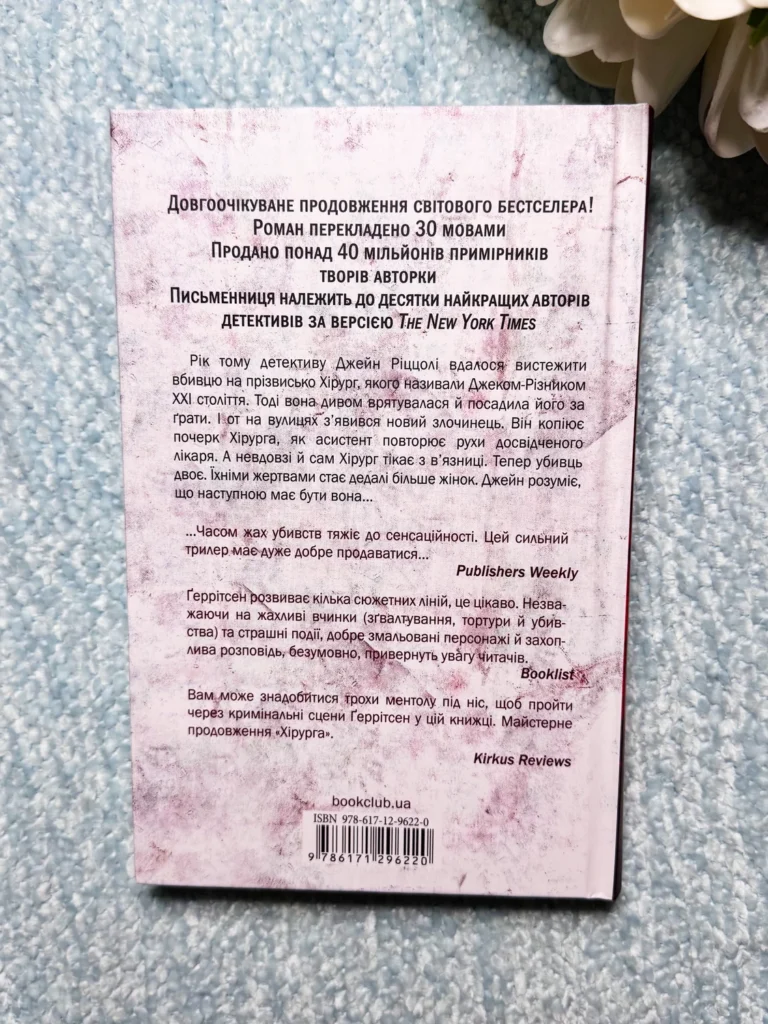 Довгоочікуване продовження світового бестселера!
Роман перекладено 30 мовами
Продано понад 40 мільйонів примірників
творів авторки
Письменниця належить до десятки найкращих авторів
детективів за версією The New York Times
Рік тому детективу Джейн Ріццолі вдалося вистежити
вбивцю на прізвисько Хірург, якого називали Джеком-Різником
XXI століття. Тоді вона дивом врятувалася й посадила його за
ґрати. І от на вулицях з’явився новий злочинець. Він копіює
почерк Хірурга, як асистент повторює рухи досвідченого
лікаря. А невдовзі й сам Хірург тікає з в’язниці. Тепер убивць
двоє. Їхніми жертвами стає дедалі більше жінок. Джейн розуміє,
що наступною має бути вона...
...Часом жах убивств тяжіє до сенсаційності. Цей сильний
трилер має дуже добре продаватися...
Publishers Weekly
Ґеррітсен розвиває кілька сюжетних ліній, це цікаво. Незва-
жаючи на жахливі вчинки (зґвалтування, тортури й убив-
ства) та страшні події, добре змальовані персонажі й захоп-
лива розповідь, безумовно, привернуть увагу читачів.
Booklist
Вам може знадобитися трохи ментолу під ніс, щоб пройти
через кримінальні сцени Ґеррітсен у цій книжці. Майстерне
продовження «Хірурга».
Kirkus Reviews
bookclub.ua
ISBN 978-617-12-9622-0
9 786171 296220